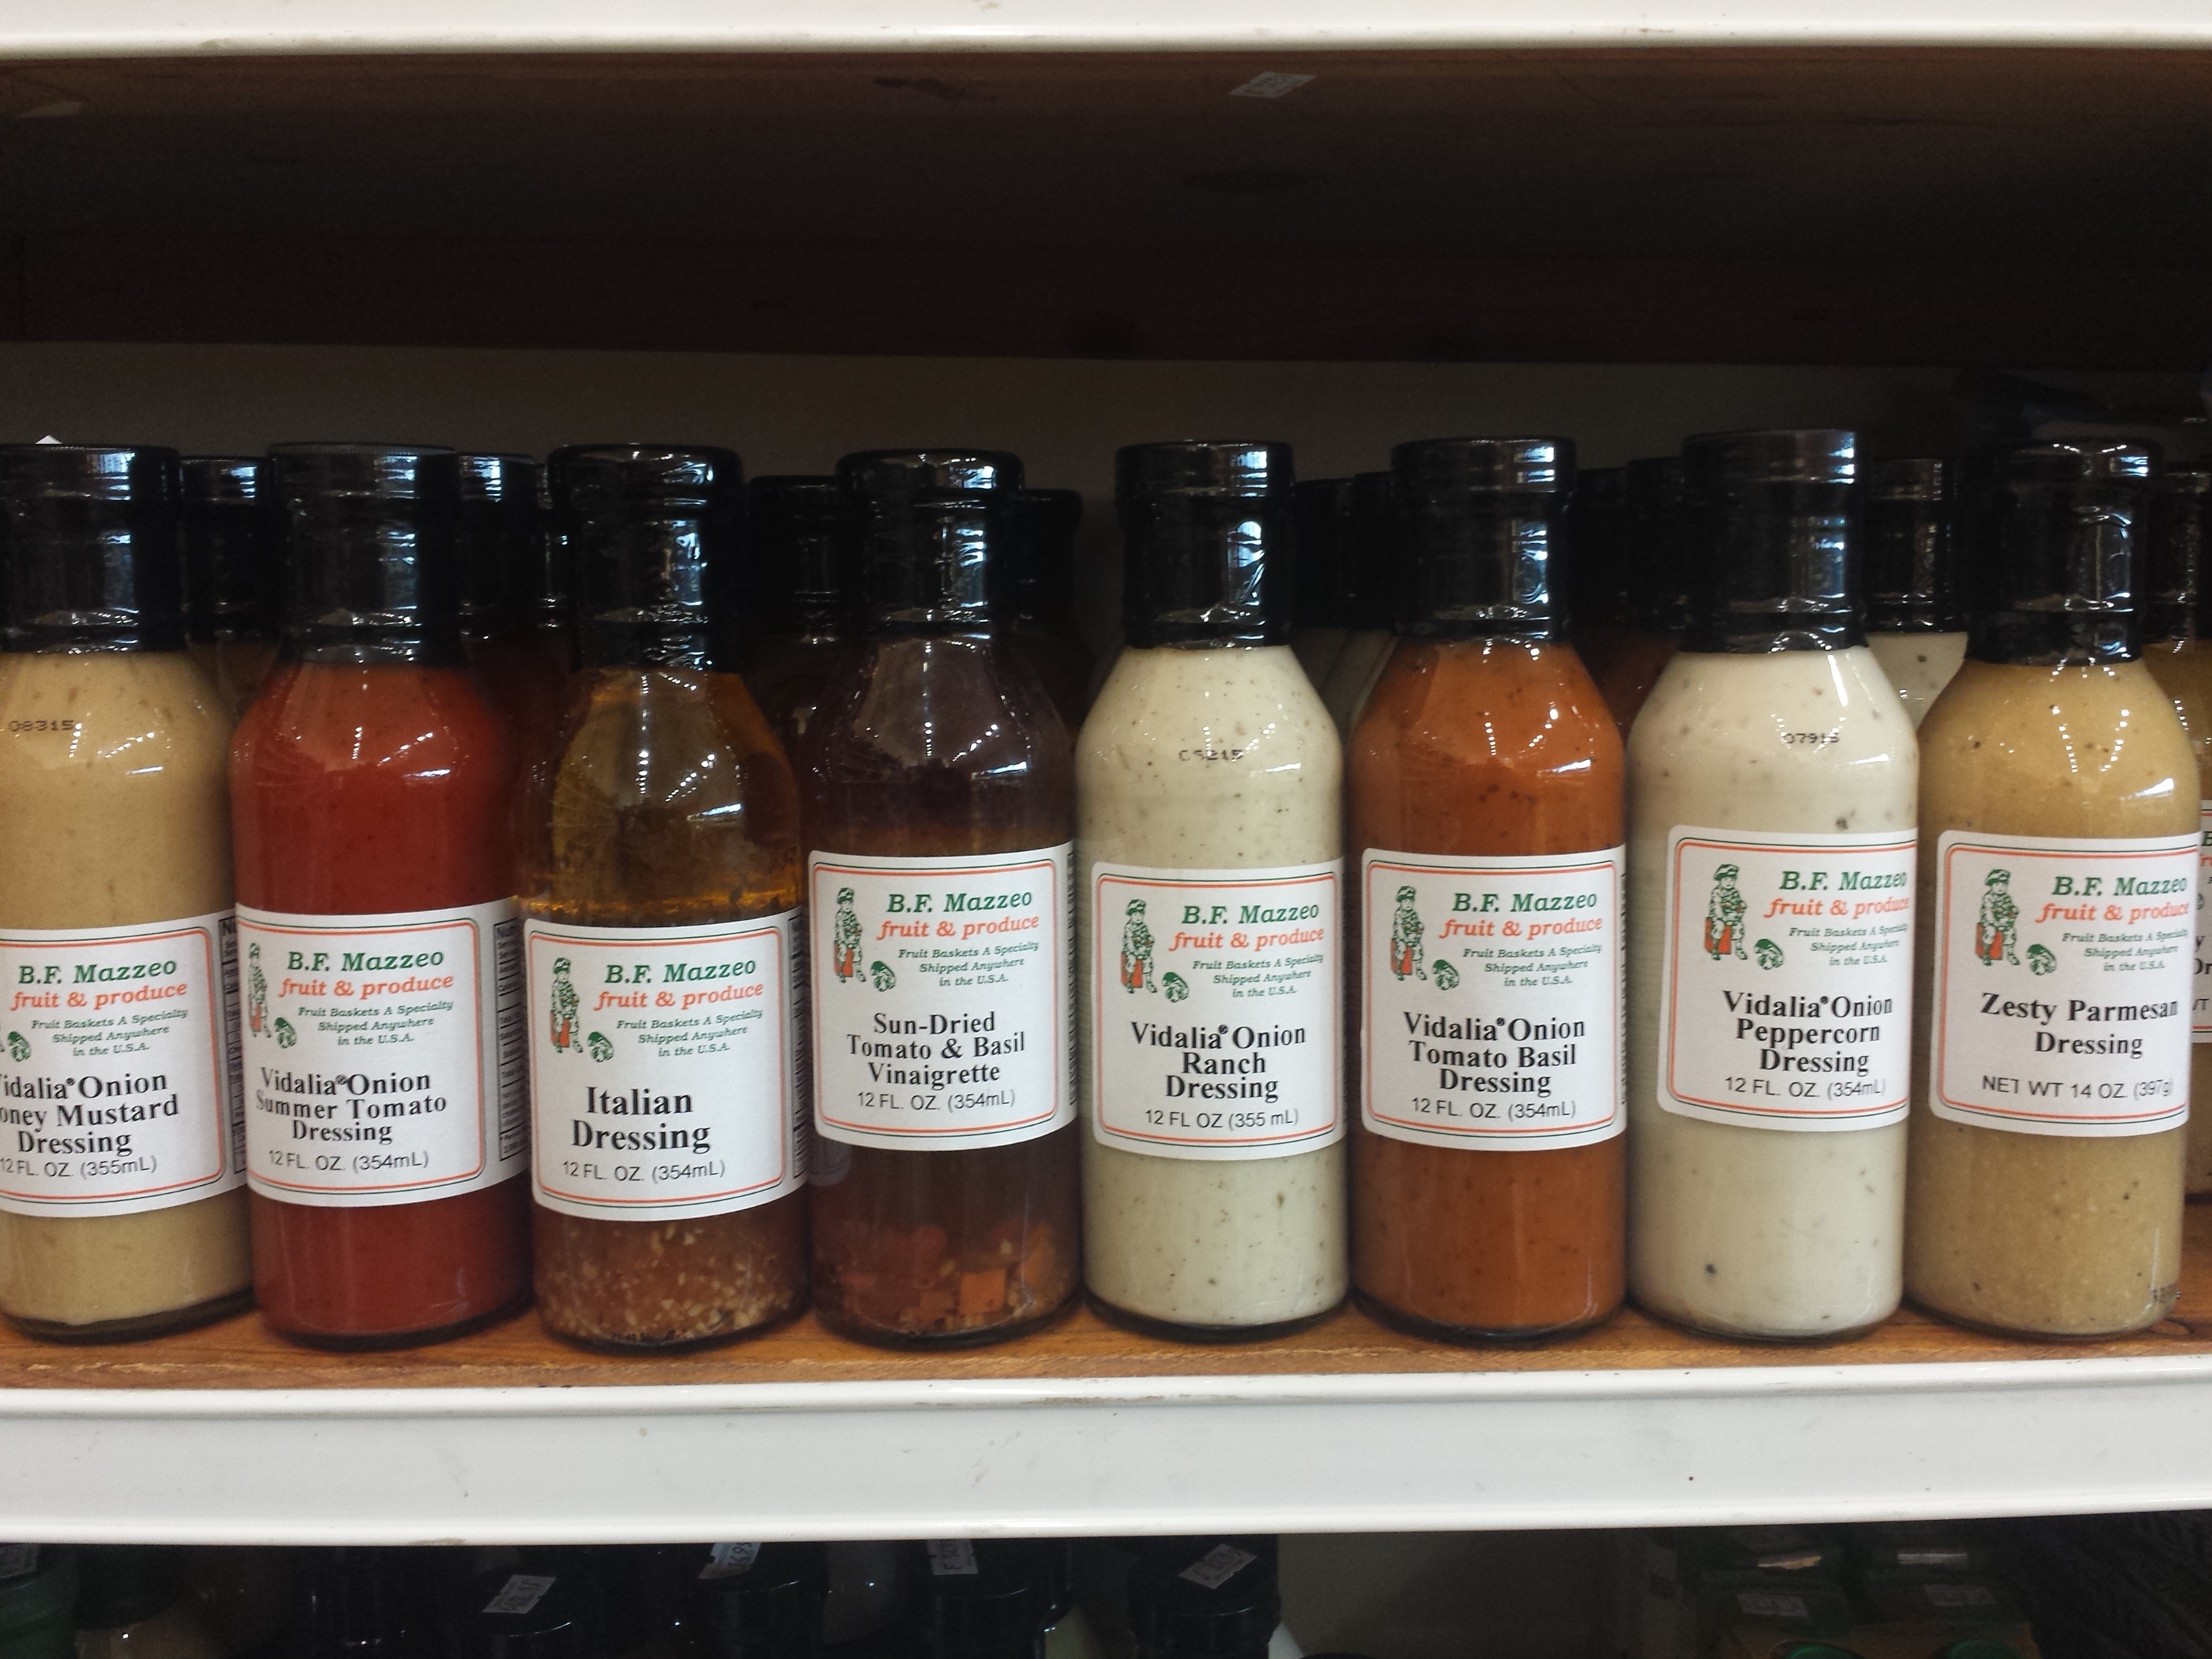 08315
B.F. Mazzeo
fruit & produce
Fruit Baskets A Specialty
Shipped Anywhere
in the U.S.A.
idalia® Onion
oney Mustard
Dressing
12 FL. OZ. (355mL)
B.F. Mazzeo
fruit & produce
Fruit Baskets A Specialty
Shipped Anywhere
in the U.S.A.
Vidalia® Onion
Summer Tomato
Dressing
12 FL. OZ. (354mL)
B.F. Mazzeo
fruit & produce
Fruit Baskets A Specialty
Shipped Anywhere
in the U.S.A.
Italian
Dressing
12 FL. OZ. (354mL)
B.F. Mazzeo
fruit & produce
Fruit Baskets A Specialty
Shipped Anywhere
in the U.S.A.
Sun-Dried
Tomato & Basil
Vinaigrette
12 FL. OZ. (354mL)
B.F. Mazzeo
fruit & produce
Fruit Baskets A Specialty
Shipped Anywhere
in the U.S.A.
Vidalia® Onion
Ranch
Dressing
12 FL OZ (355 mL)
B.F. Mazzeo
fruit & produce
Fruit Baskets A Specialty
Shipped Anywhere
in the U.S.A.
Vidalia® Onion
Tomato Basil
Dressing
12 FL. OZ. (354mL)
07915
B.F. Mazzeo
fruit & produce
Fruit Baskets A Specialty
Shipped Anywhere
in the U.S.A.
Vidalia® Onion
Peppercorn
Dressing
12 FL. OZ. (354mL)
B.F. Mazzeo
fruit & produce
Fruit Baskets A Specialty
Shipped Anywhere
in the U.S.A.
Zesty Parmesan
Dressing
NET WT 14 OZ. (397g)